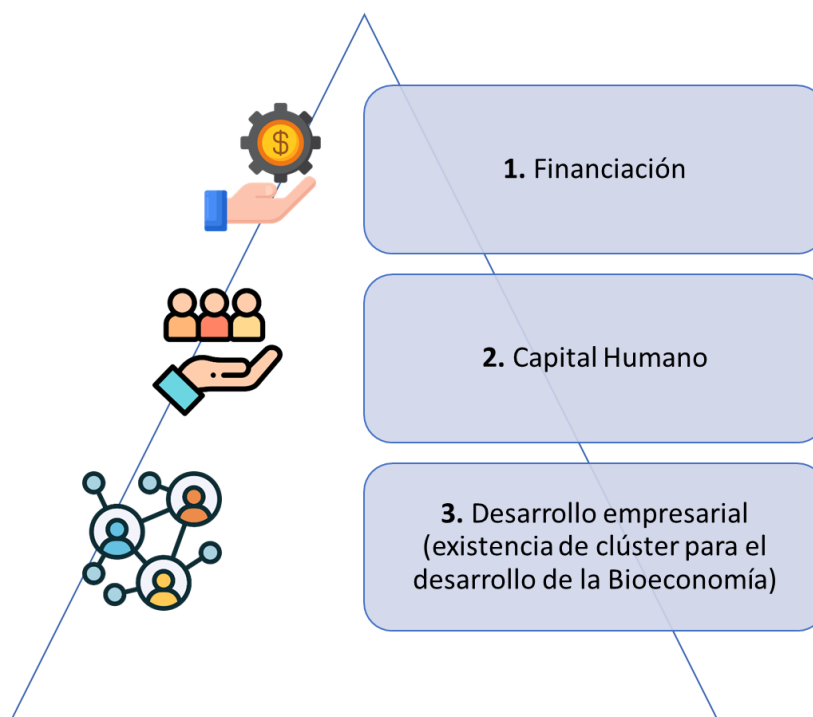 $
1. Financiación
2. Capital Humano
3. Desarrollo empresarial
(existencia de clúster para el
desarrollo de la Bioeconomía)